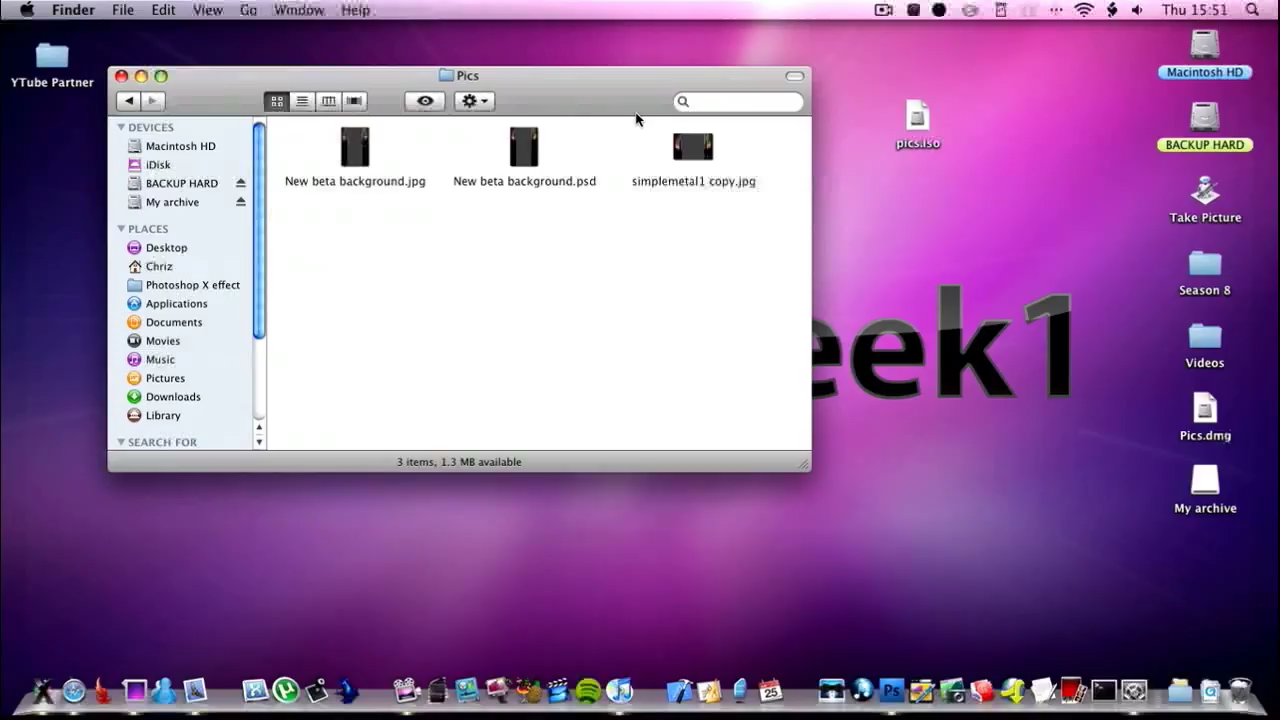 Finder File Edit View Go Window Help Thu 15:51
YTube Partner
Pics
DEVICES
Macintosh HD
iDisk
BACKUP HARD
My archive
PLACES
Desktop
Chriz
Photoshop X effect
Applications
Documents
Movies
Music
Pictures
Downloads
Library
SEARCH FOR
New beta background.jpg
New beta background.psd
simplemetal1 copy.jpg
3 items, 1.3 MB available
eek1
pics.iso
Macintosh HD
BACKUP HARD
Take Picture
Season 8
Videos
Pics.dmg
My archive
Ps
25